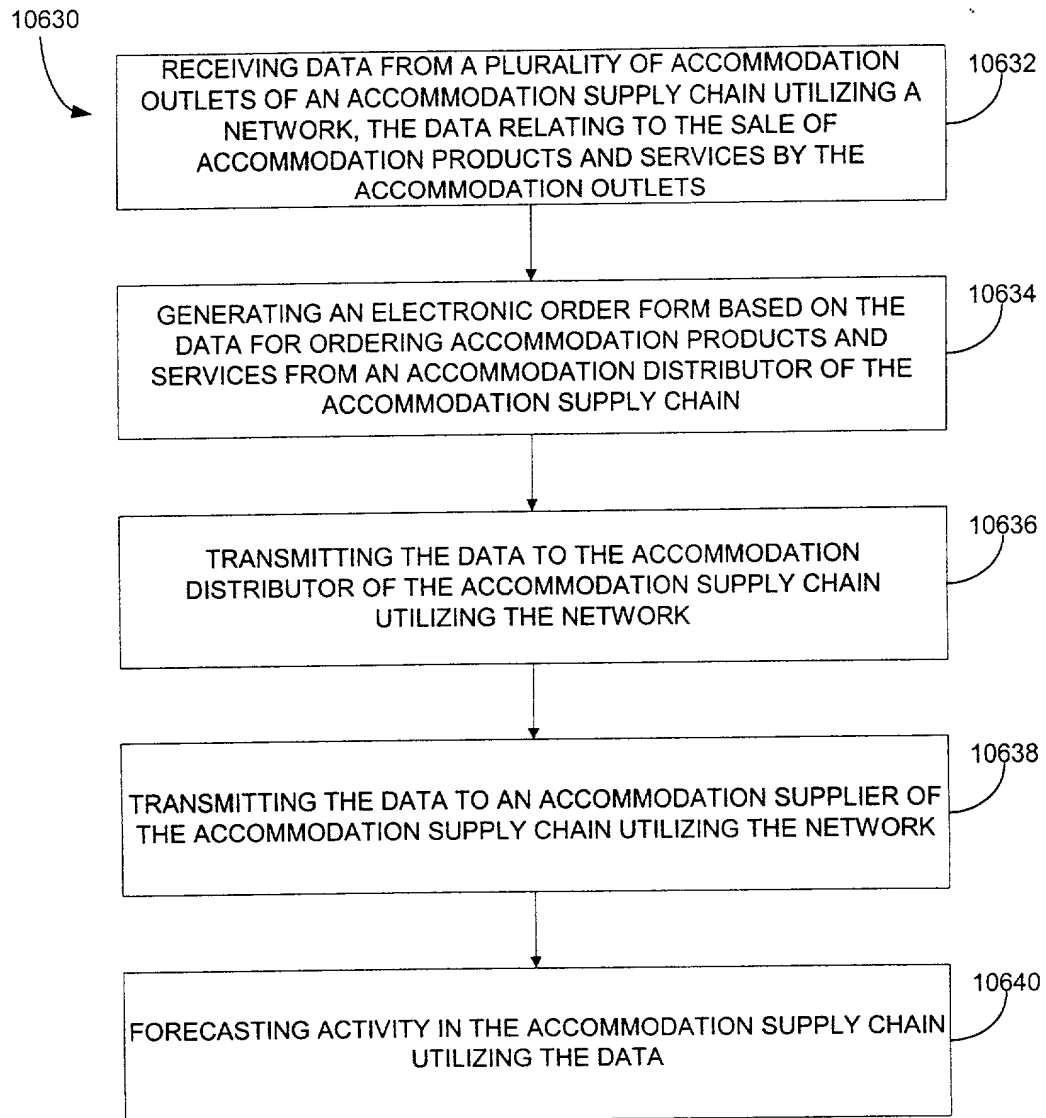 10630
RECEIVING DATA FROM A PLURALITY OF ACCOMMODATION
OUTLETS OF AN ACCOMMODATION SUPPLY CHAIN UTILIZING A
NETWORK, THE DATA RELATING TO THE SALE OF
ACCOMMODATION PRODUCTS AND SERVICES BY THE
ACCOMMODATION OUTLETS
10632
GENERATING AN ELECTRONIC ORDER FORM BASED ON THE
DATA FOR ORDERING ACCOMMODATION PRODUCTS AND
SERVICES FROM AN ACCOMMODATION DISTRIBUTOR OF THE
ACCOMMODATION SUPPLY CHAIN
10634
TRANSMITTING THE DATA TO THE ACCOMMODATION
DISTRIBUTOR OF THE ACCOMMODATION SUPPLY CHAIN
UTILIZING THE NETWORK
10636
TRANSMITTING THE DATA TO AN ACCOMMODATION SUPPLIER OF
THE ACCOMMODATION SUPPLY CHAIN UTILIZING THE NETWORK
10638
FORECASTING ACTIVITY IN THE ACCOMMODATION SUPPLY CHAIN
UTILIZING THE DATA
10640